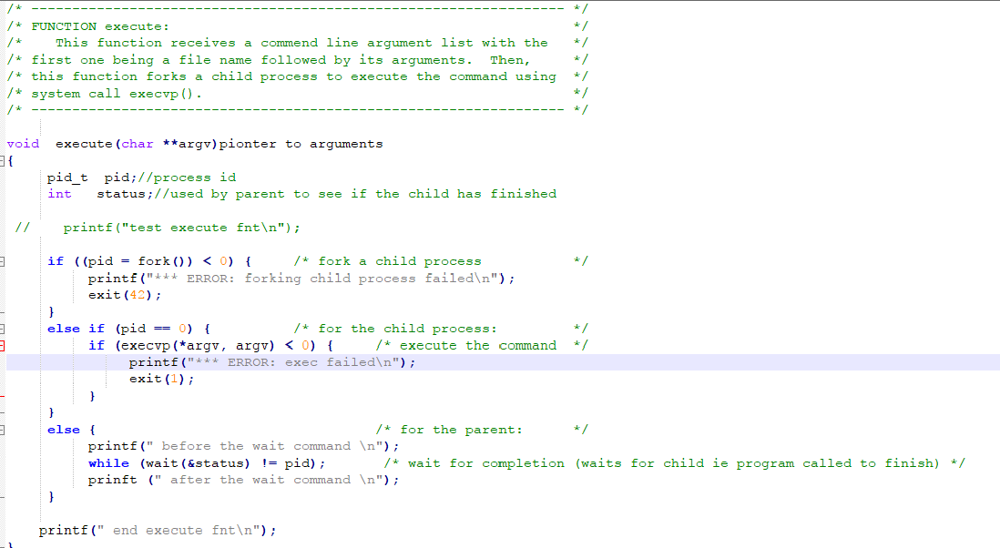 /* ----------------------------------------------------------------- */
/* FUNCTION execute:                                                 */
/*    This function receives a commend line argument list with the   */
/* first one being a file name followed by its arguments.  Then,     */
/* this function forks a child process to execute the command using  */
/* system call execvp().                                             */
/* ----------------------------------------------------------------- */
void  execute(char **argv)pionter to arguments
{
     pid_t  pid;//process id
     int   status;//used by parent to see if the child has finished
 //    printf("test execute fnt\n");
     if ((pid = fork()) < 0) {     /* fork a child process           */
          printf("*** ERROR: forking child process failed\n");
          exit(42);
     }
     else if (pid == 0) {          /* for the child process:         */
          if (execvp(*argv, argv) < 0) {     /* execute the command  */
               printf("*** ERROR: exec failed\n");
               exit(1);
          }
     }
     else {                                  /* for the parent:      */
          printf(" before the wait command \n");
          while (wait(&status) != pid);       /* wait for completion (waits for child ie program called to finish) */
          prinft (" after the wait command \n");
     }
    printf(" end execute fnt\n");
}